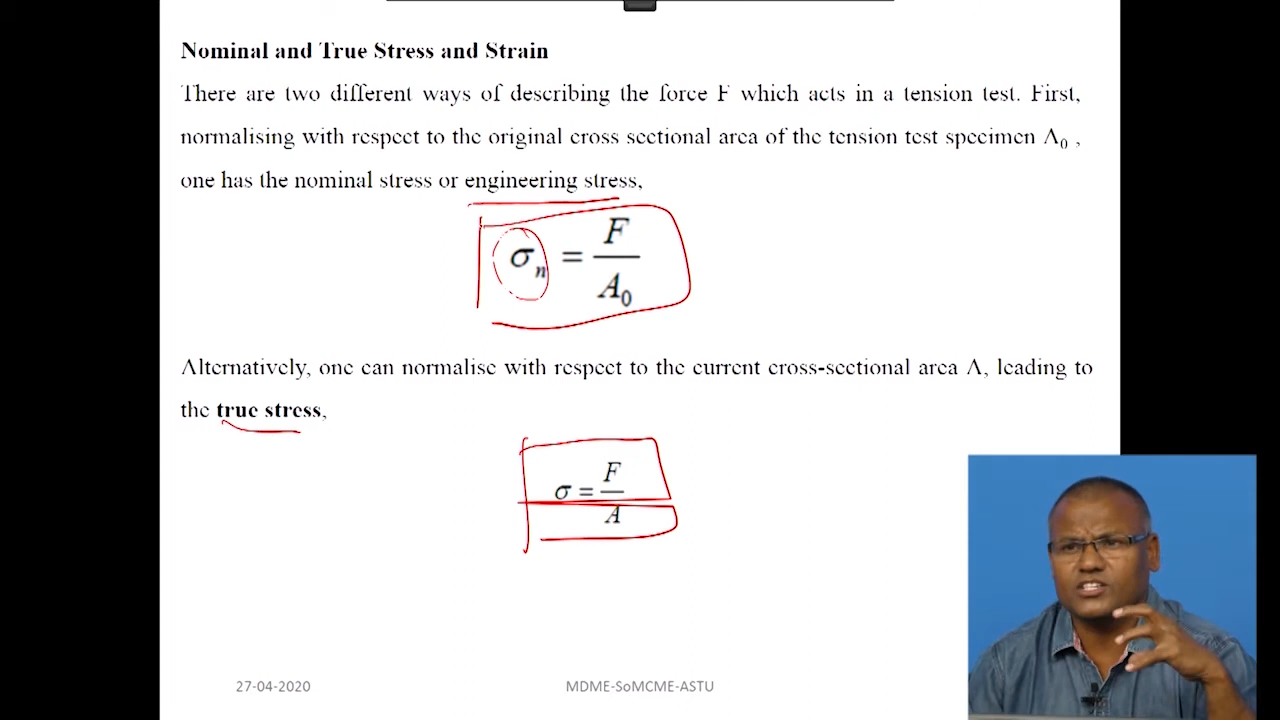 Nominal and True Stress and Strain
There are two different ways of describing the force F which acts in a tension test. First,
normalising with respect to the original cross sectional area of the tension test specimen A₀ ,
one has the nominal stress or engineering stress,
σₙ = F / A₀
Alternatively, one can normalise with respect to the current cross-sectional area A, leading to
the true stress,
σ = F / A
27-04-2020 MDME-SoMCME-ASTU